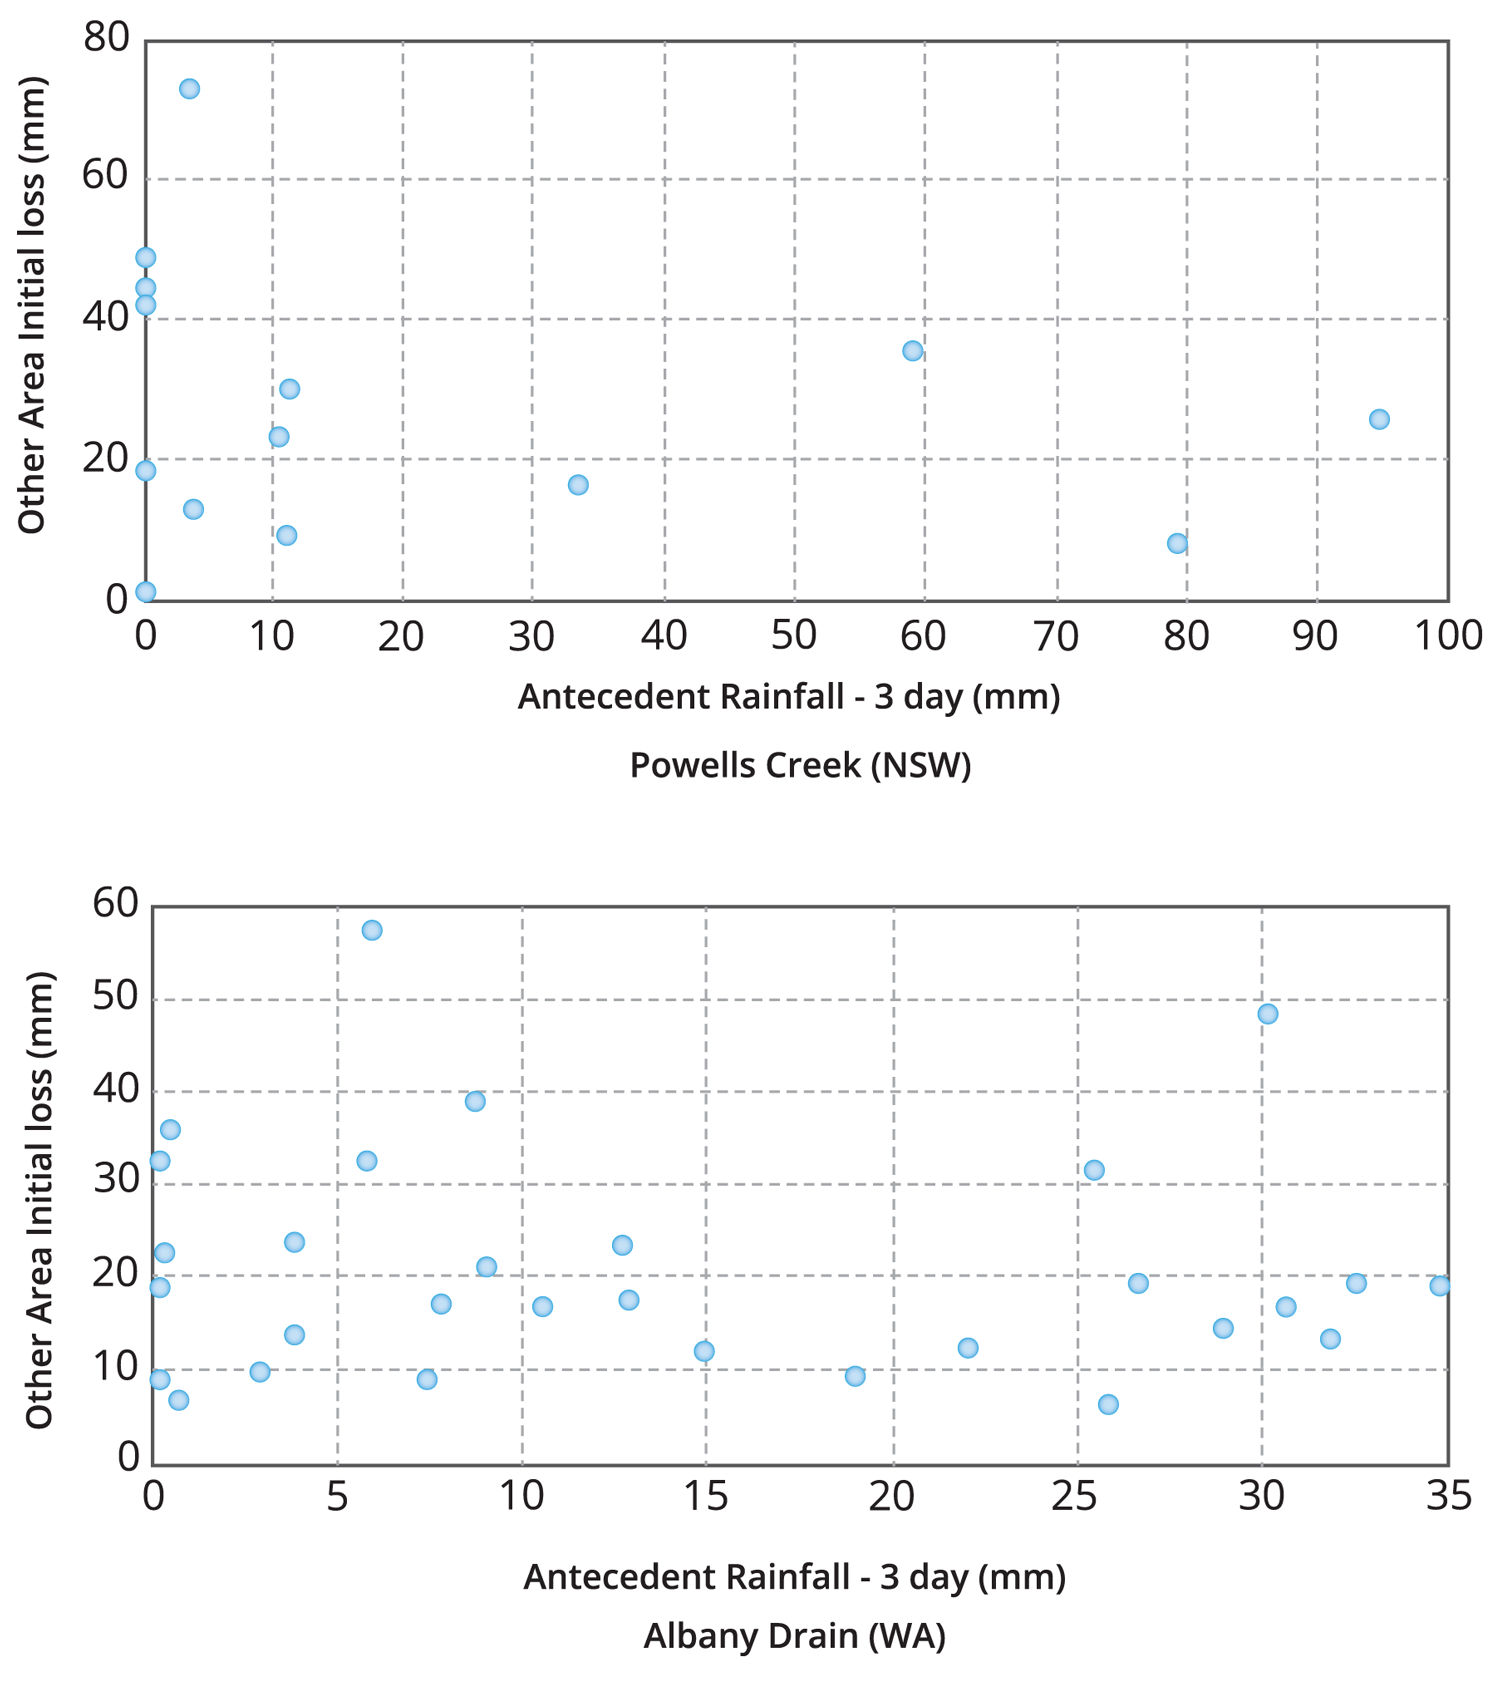 80
60
40
20
0
Other Area Initial loss (mm)
0 10 20 30 40 50 60 70 80 90 100
Antecedent Rainfall - 3 day (mm)
Powells Creek (NSW)
60
50
40
30
20
10
0
Other Area Initial loss (mm)
0 5 10 15 20 25 30 35
Antecedent Rainfall - 3 day (mm)
Albany Drain (WA)